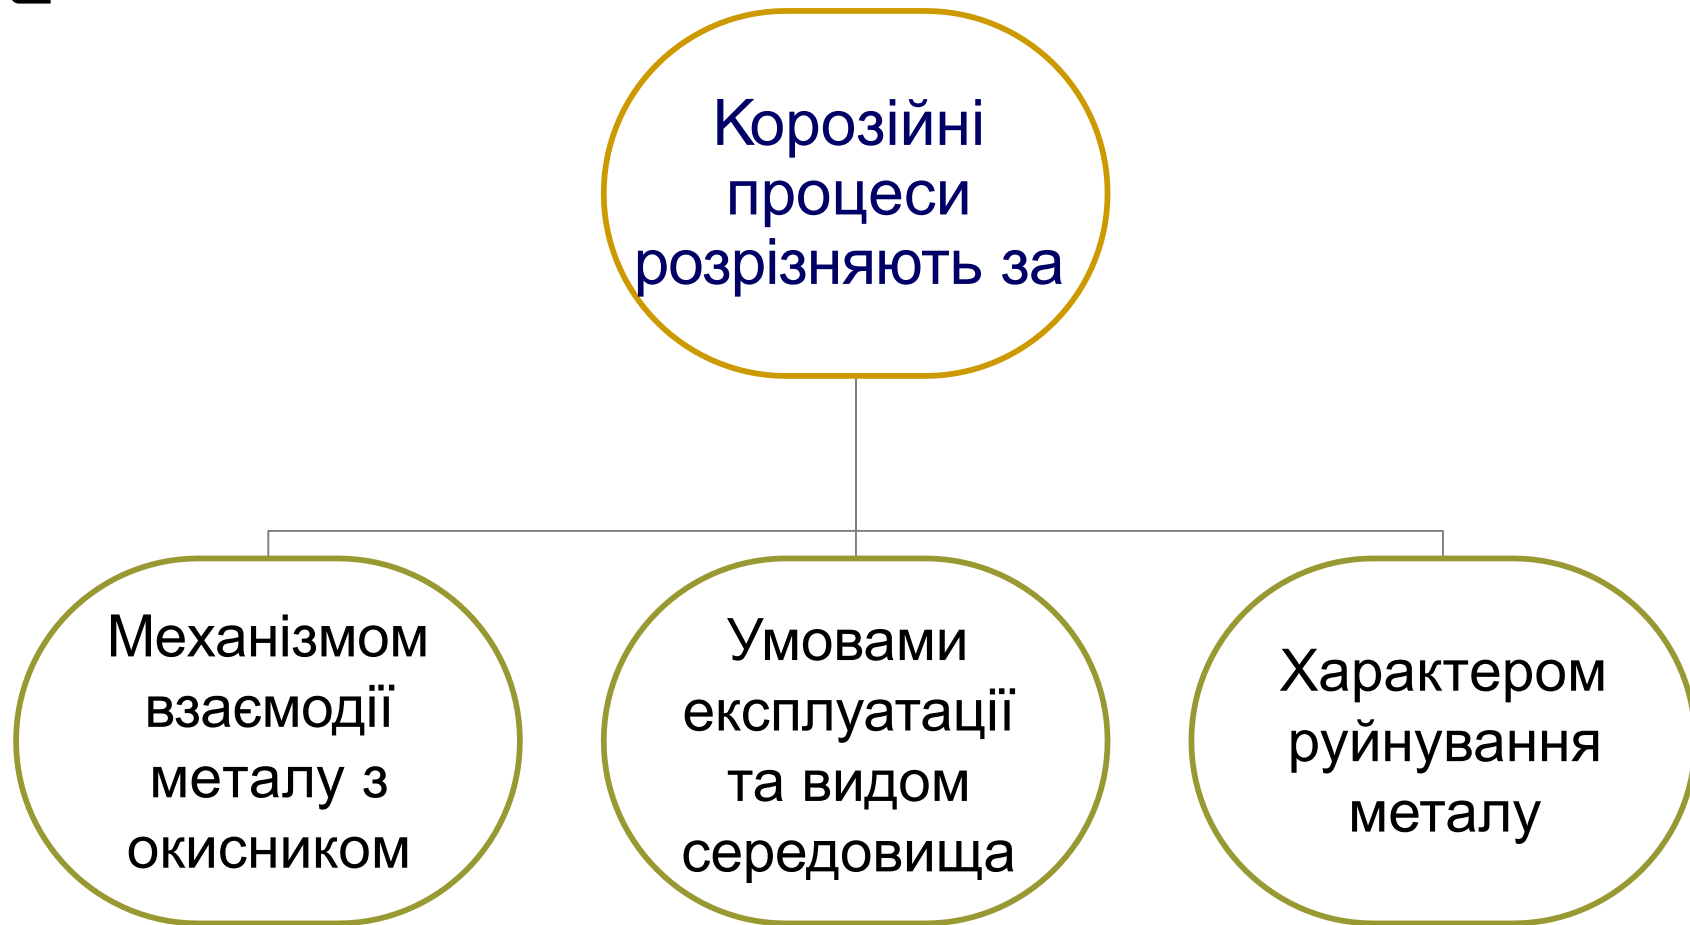 Корозійні
процеси
розрізняють за
Механізмом
взаємодії
металу з
окисником
Умовами
експлуатації
та видом
середовища
Характером
руйнування
металу